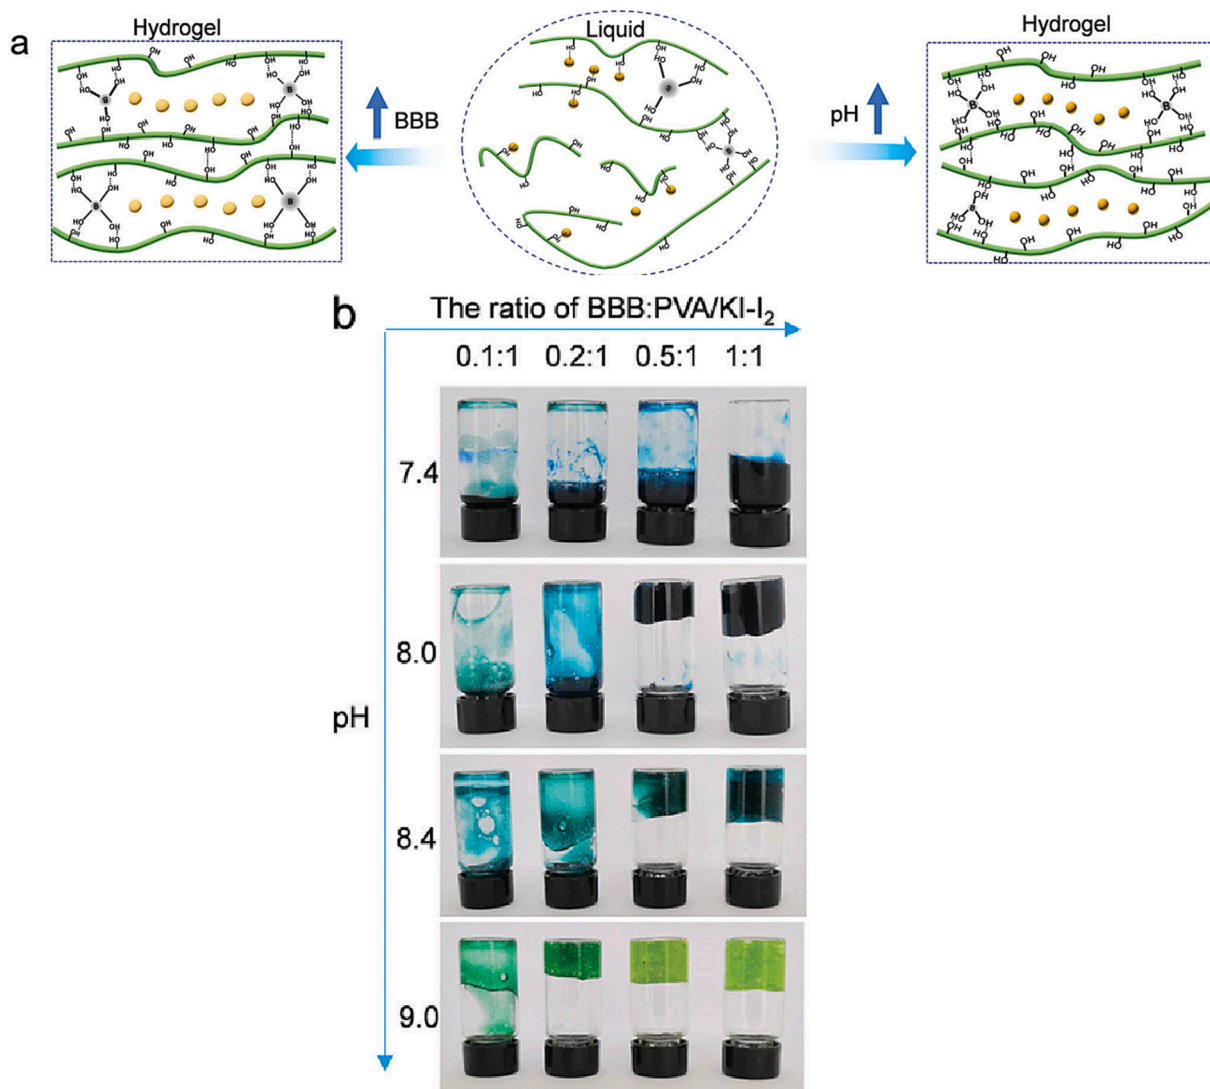 a
Hydrogel
Liquid
Hydrogel
BBB
pH
b
The ratio of BBB:PVA/KI-I₂
0.1:1 0.2:1 0.5:1 1:1
7.4
8.0
pH
8.4
9.0